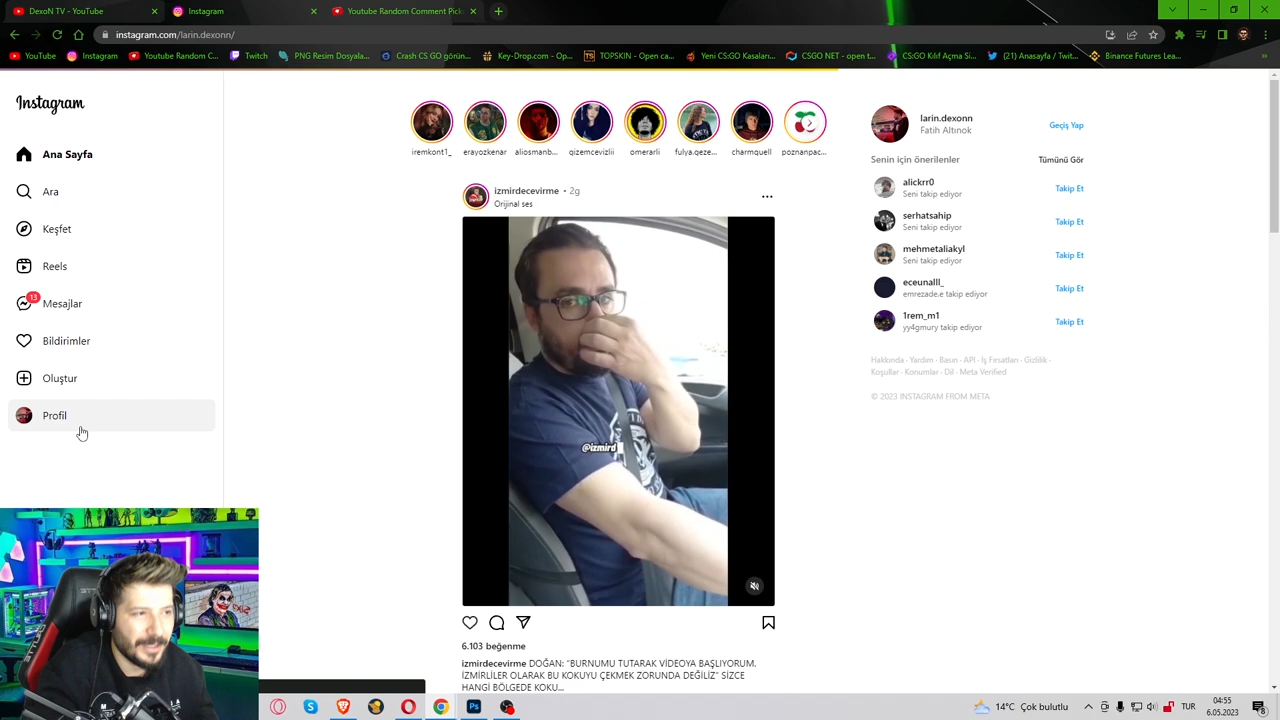 DexoN TV
Instagram
DexoN TV
YouTube Random Comment Pick
instagram.com/larin.dexonn/
YouTube
Instagram
Youtube Random C...
Twitch
PNG Resim Dosyala...
Crash CS GO görün...
Key-Drop.com - Op...
TOPSKIN - Open ca...
Yeni CS:GO Kasaları...
CSGO NET - open t...
CS:GO Kılıf Açma Si...
(21) Anasayfa / Twit...
Binance Futures Lea...
Instagram
Ana Sayfa
Ara
Keşfet
Reels
13
Mesajlar
Bildirimler
Oluştur
Profil
iremkont1_
erayozkenar
aliosmanb...
gizemcevizlii
omerarli
fulya.qeze...
charmquell
poznanpac...
izmirdecevirme • 2g
Orijinal ses
@izmird
6.103 beğenme
izmirdecevirme DOĞAN: "BURNUMU TUTARAK VİDEOYA BAŞLIYORUM.
İZMİRLİLER OLARAK BU KOKUYU ÇEKMEK ZORUNDA DEĞİLİZ" SİZCE
HANGİ BÖLGEDE KOKU...
larin.dexonn
Fatih Altınok
Geçiş Yap
Senin için önerilenler
Tümünü Gör
alickrr0
Seni takip ediyor
Takip Et
serhatsahip
Seni takip ediyor
Takip Et
mehmetaliakyl
Seni takip ediyor
Takip Et
eceunalll_
emrezade.e takip ediyor
Takip Et
1rem_m1
yy4gmury takip ediyor
Takip Et
Hakkında · Yardım · Basın · API · İş Fırsatları · Gizlilik ·
Koşullar · Konumlar · Dil · Meta Verified
© 2023 INSTAGRAM FROM META
14°C Çok bulutlu
TUR
04:55
6.05.2023